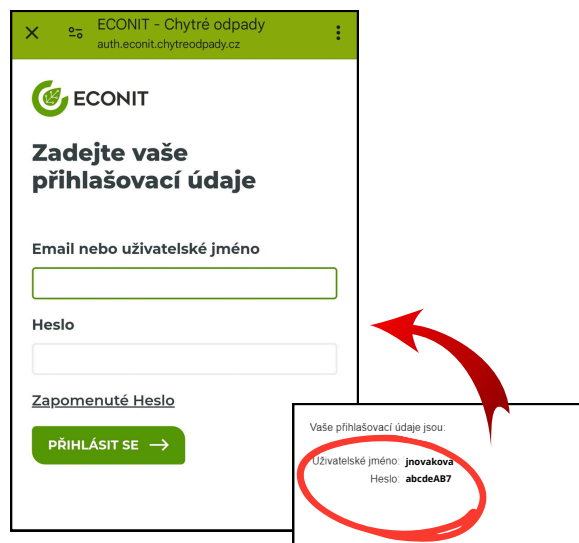 ECONIT - Chytré odpady
auth.econit.chytreodpady.cz
ECONIT
Zadejte vaše
přihlašovací údaje
Email nebo uživatelské jméno
Heslo
Zapomenuté Heslo
PŘIHLÁSIT SE
Vaše přihlašovací údaje jsou:
Uživatelské jméno: jnovakova
Heslo: abcdeAB7